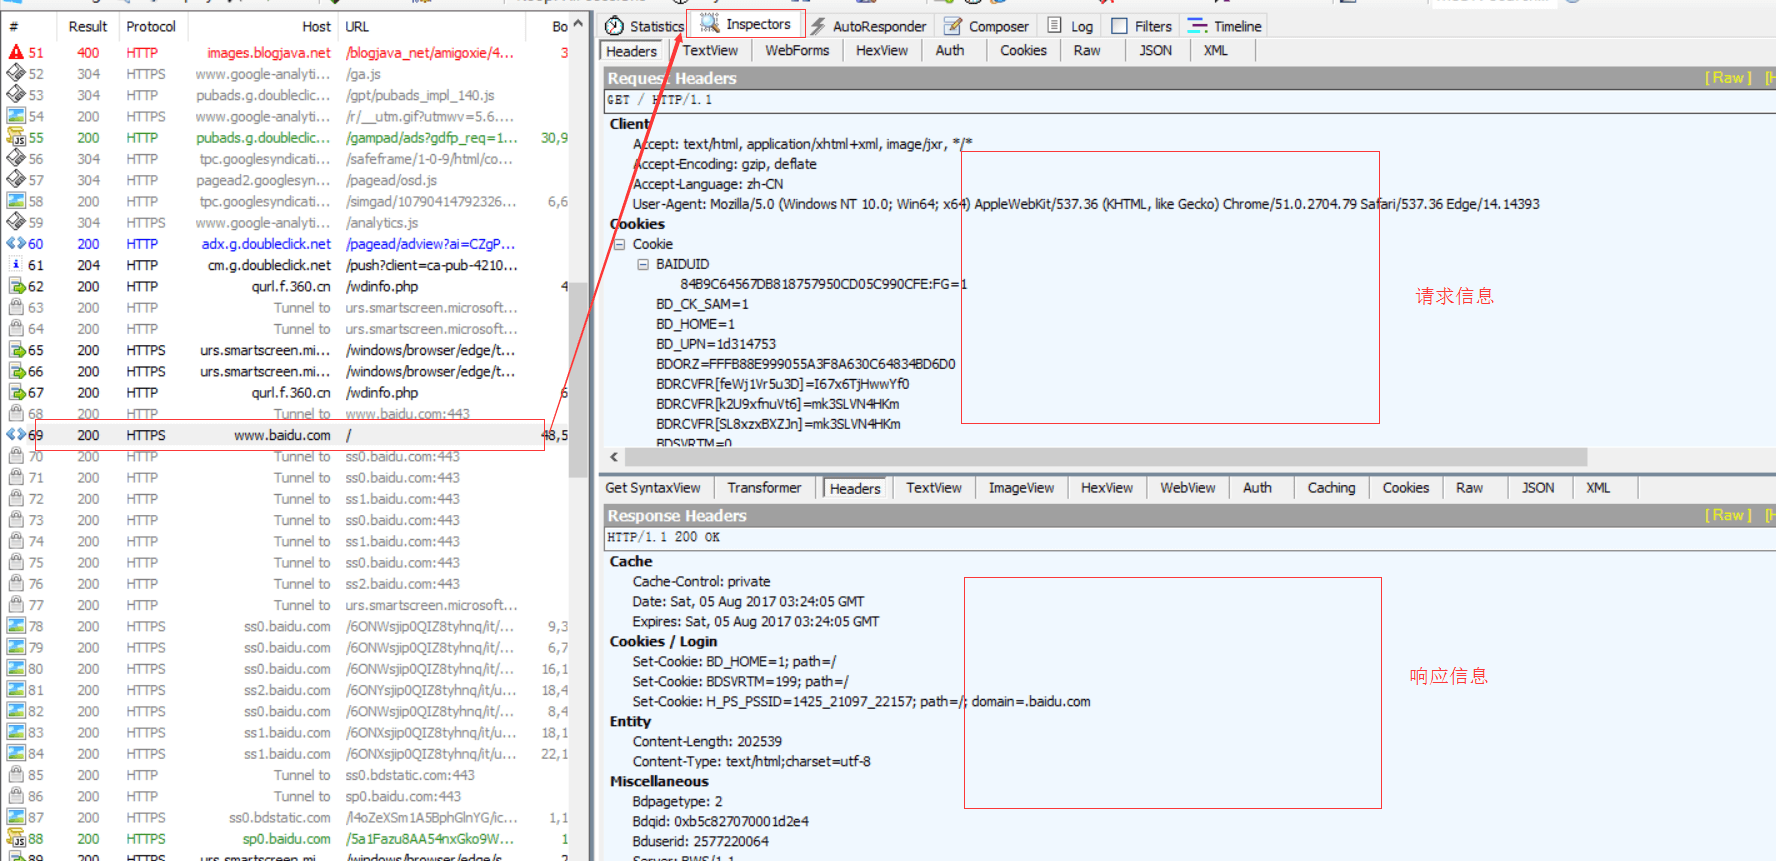 # Result Protocol Host URL Bo
51 400 HTTP images.blogjava.net /blogjava_net/amigoxie/4... 3
52 304 HTTPS www.google-analyti... /ga.js
53 304 HTTP pubads.g.doubleclic... /gpt/pubads_impl_140.js
54 200 HTTPS www.google-analyti... /r/__utm.gif?utmwv=5.6....
55 200 HTTP pubads.g.doubleclic... /gampad/ads?gdfp_req=1... 30,9
56 304 HTTP tpc.googlesyndicati... /safeframe/1-0-9/html/co...
57 304 HTTP pagead2.googlesyn... /pagead/osd.js
58 200 HTTP tpc.googlesyndicati... /simgad/10790414792326... 6,6
59 304 HTTPS www.google-analyti... /analytics.js
60 200 HTTP adx.g.doubleclick.net /pagead/adview?ai=CZgP...
61 204 HTTP cm.g.doubleclick.net /push?client=ca-pub-4210...
62 200 HTTP qurl.f.360.cn /wdinfo.php 4
63 200 HTTP Tunnel to urs.smartscreen.microsoft...
64 200 HTTP Tunnel to urs.smartscreen.microsoft...
65 200 HTTPS urs.smartscreen.mi... /windows/browser/edge/t...
66 200 HTTPS urs.smartscreen.mi... /windows/browser/edge/t...
67 200 HTTP qurl.f.360.cn /wdinfo.php 6
68 200 HTTP Tunnel to www.baidu.com:443
69 200 HTTPS www.baidu.com / 48,5
70 200 HTTP Tunnel to ss0.baidu.com:443
71 200 HTTP Tunnel to ss0.baidu.com:443
72 200 HTTP Tunnel to ss1.baidu.com:443
73 200 HTTP Tunnel to ss0.baidu.com:443
74 200 HTTP Tunnel to ss1.baidu.com:443
75 200 HTTP Tunnel to ss0.baidu.com:443
76 200 HTTP Tunnel to ss2.baidu.com:443
77 200 HTTP Tunnel to urs.smartscreen.microsoft...
78 200 HTTPS ss0.baidu.com /6ONWsjip0QIZ8tyhnq/it/... 9,3
79 200 HTTPS ss0.baidu.com /6ONWsjip0QIZ8tyhnq/it/... 6,7
80 200 HTTPS ss0.baidu.com /6ONWsjip0QIZ8tyhnq/it/... 16,1
81 200 HTTPS ss2.baidu.com /6ONYsjip0QIZ8tyhnq/it/u... 18,4
82 200 HTTPS ss0.baidu.com /6ONWsjip0QIZ8tyhnq/it/... 8,4
83 200 HTTPS ss1.baidu.com /6ONXsjip0QIZ8tyhnq/it/u... 18,1
84 200 HTTPS ss1.baidu.com /6ONXsjip0QIZ8tyhnq/it/u... 22,1
85 200 HTTP Tunnel to ss0.bdstatic.com:443
86 200 HTTP Tunnel to sp0.baidu.com:443
87 200 HTTPS ss0.bdstatic.com /l4oZeXSm1A5BphGlnYG/ic... 1,1
88 200 HTTPS sp0.baidu.com /5a1Fazu8AA54nxGko9W... 1
89 200 HTTPS urs.smartscreen.mi... /windows/browser/edge/s... 2
Statistics Inspectors AutoResponder Composer Log Filters Timeline
Headers TextView WebForms HexView Auth Cookies Raw JSON XML
Request Headers [ Raw ] [H
GET / HTTP/1.1
Client
Accept: text/html, application/xhtml+xml, image/jxr, */*
Accept-Encoding: gzip, deflate
Accept-Language: zh-CN
User-Agent: Mozilla/5.0 (Windows NT 10.0; Win64; x64) AppleWebKit/537.36 (KHTML, like Gecko) Chrome/51.0.2704.79 Safari/537.36 Edge/14.14393
Cookies
Cookie
BAIDUID
84B9C64567DB818757950CD05C990CFE:FG=1
BD_CK_SAM=1
BD_HOME=1
BD_UPN=1d314753
BDORZ=FFFB88E999055A3F8A630C64834BD6D0
BDRCVFR[feWj1Vr5u3D]=I67x6TjHwwYf0
BDRCVFR[k2U9xfnuVt6]=mk3SLVN4HKm
BDRCVFR[SL8xzxBXZJn]=mk3SLVN4HKm
BDSVRTM=0
请求信息
Get SyntaxView Transformer Headers TextView ImageView HexView WebView Auth Caching Cookies Raw JSON XML
Response Headers [ Raw ] [H
HTTP/1.1 200 OK
Cache
Cache-Control: private
Date: Sat, 05 Aug 2017 03:24:05 GMT
Expires: Sat, 05 Aug 2017 03:24:05 GMT
Cookies / Login
Set-Cookie: BD_HOME=1; path=/
Set-Cookie: BDSVRTM=199; path=/
Set-Cookie: H_PS_PSSID=1425_21097_22157; path=/; domain=.baidu.com
Entity
Content-Length: 202539
Content-Type: text/html;charset=utf-8
Miscellaneous
Bdpagetype: 2
Bdqid: 0xb5c827070001d2e4
Bduserid: 2577220064
Server: BWS/1.1
响应信息